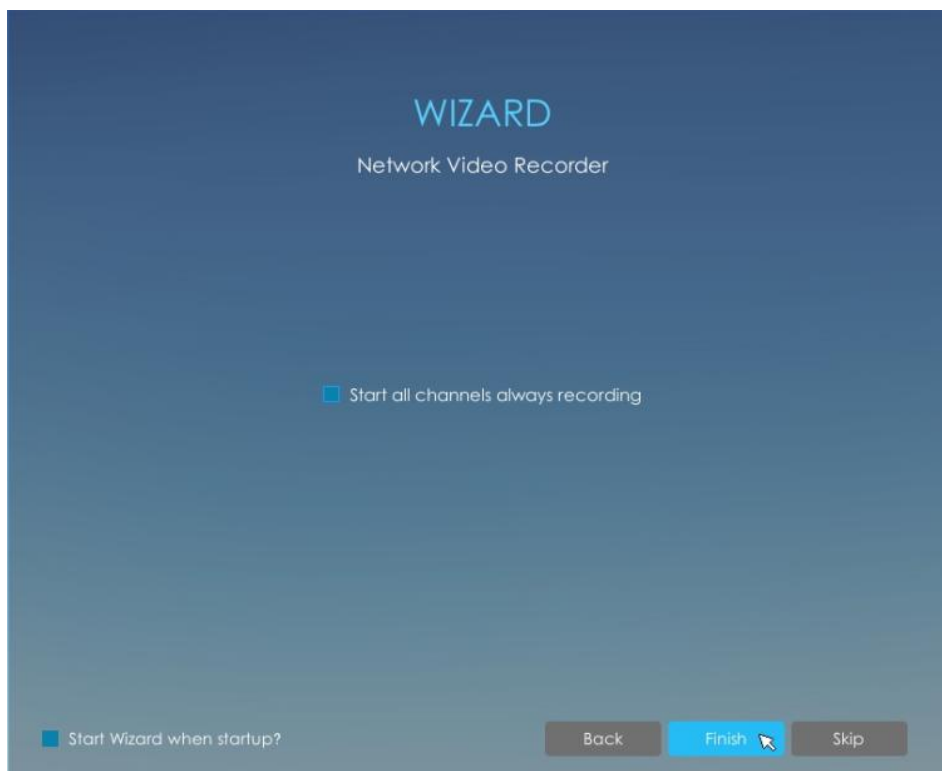 WIZARD
Network Video Recorder
Start all channels always recording
Start Wizard when startup?
Back
Finish
Skip